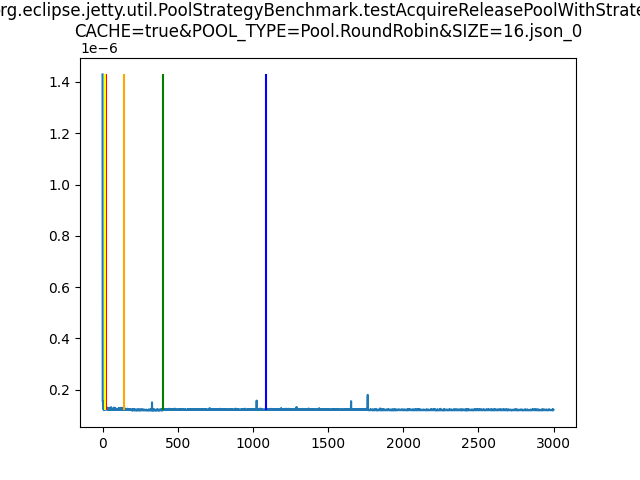 org.eclipse.jetty.util.PoolStrategyBenchmark.testAcquireReleasePoolWithStrate
CACHE=true&POOL_TYPE=Pool.RoundRobin&SIZE=16.json_0
1e−6
1.4
1.2
1.0
0.8
0.6
0.4
0.2
0 500 1000 1500 2000 2500 3000